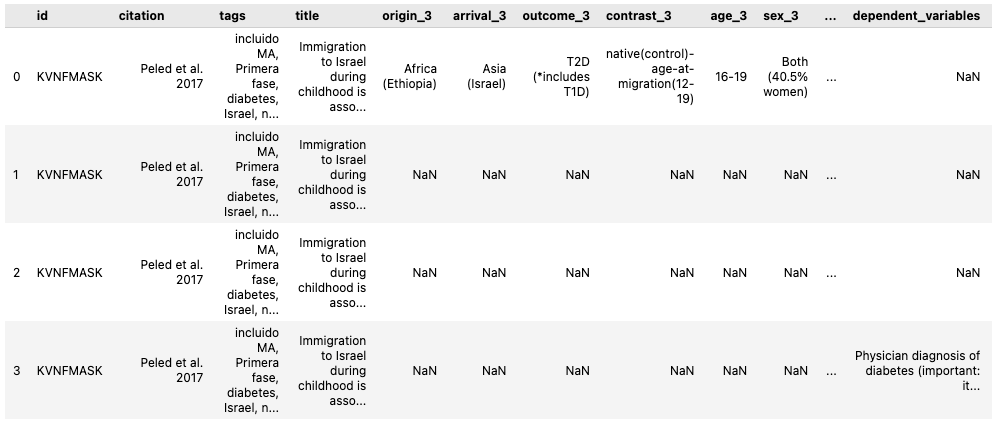 id citation tags title origin_3 arrival_3 outcome_3 contrast_3 age_3 sex_3 ... dependent_variables
0 KVNFMASK Peled et al. 2017 incluido MA, Primera fase, diabetes, Israel, n... Immigration to Israel during childhood is asso... Africa (Ethiopia) Asia (Israel) T2D (*includes T1D) native(control)-age-at-migration(12-19) 16-19 Both (40.5% women) ... NaN
1 KVNFMASK Peled et al. 2017 incluido MA, Primera fase, diabetes, Israel, n... Immigration to Israel during childhood is asso... NaN NaN NaN NaN NaN NaN ... NaN
2 KVNFMASK Peled et al. 2017 incluido MA, Primera fase, diabetes, Israel, n... Immigration to Israel during childhood is asso... NaN NaN NaN NaN NaN NaN ... NaN
3 KVNFMASK Peled et al. 2017 incluido MA, Primera fase, diabetes, Israel, n... Immigration to Israel during childhood is asso... NaN NaN NaN NaN NaN NaN ... Physician diagnosis of diabetes (important: it...